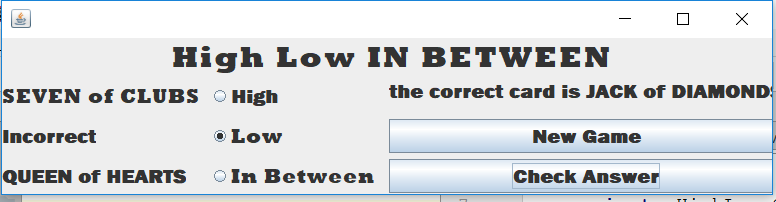 High Low IN BETWEEN
SEVEN of CLUBS High the correct card is JACK of DIAMONDS
Incorrect Low New Game
QUEEN of HEARTS In Between Check Answer